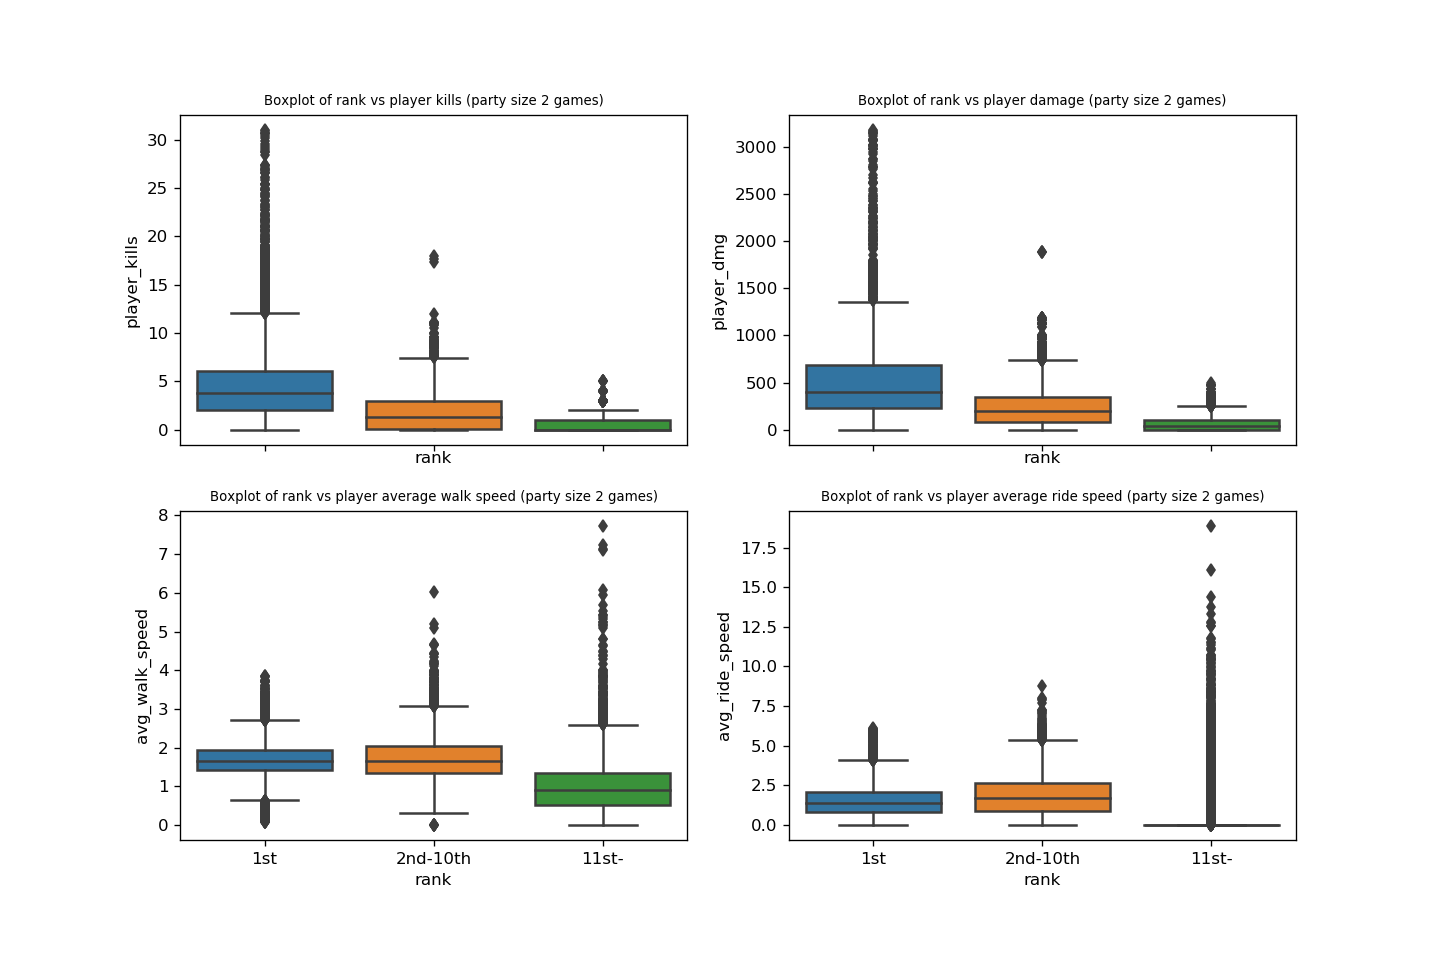 Boxplot of rank vs player kills (party size 2 games)
30
25
20
15
10
5
0
player_kills
rank
Boxplot of rank vs player damage (party size 2 games)
3000
2500
2000
1500
1000
500
0
player_dmg
rank
Boxplot of rank vs player average walk speed (party size 2 games)
8
7
6
5
4
3
2
1
0
avg_walk_speed
1st 2nd-10th 11st-
rank
Boxplot of rank vs player average ride speed (party size 2 games)
17.5
15.0
12.5
10.0
7.5
5.0
2.5
0.0
avg_ride_speed
1st 2nd-10th 11st-
rank